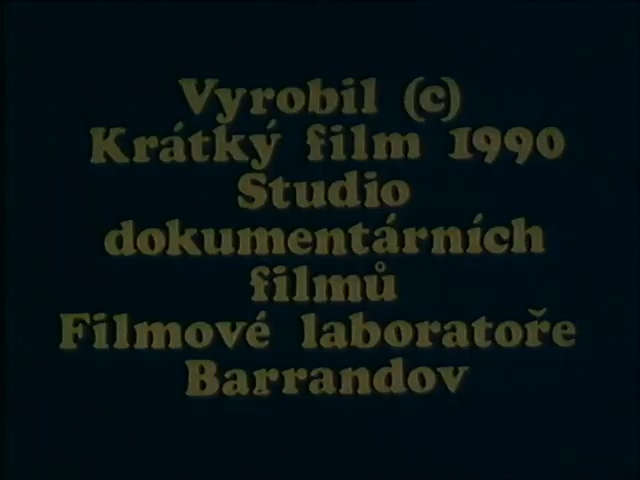 Vyrobil (c)
Krátký film 1990
Studio
dokumentárních
filmů
Filmové laboratoře
Barrandov